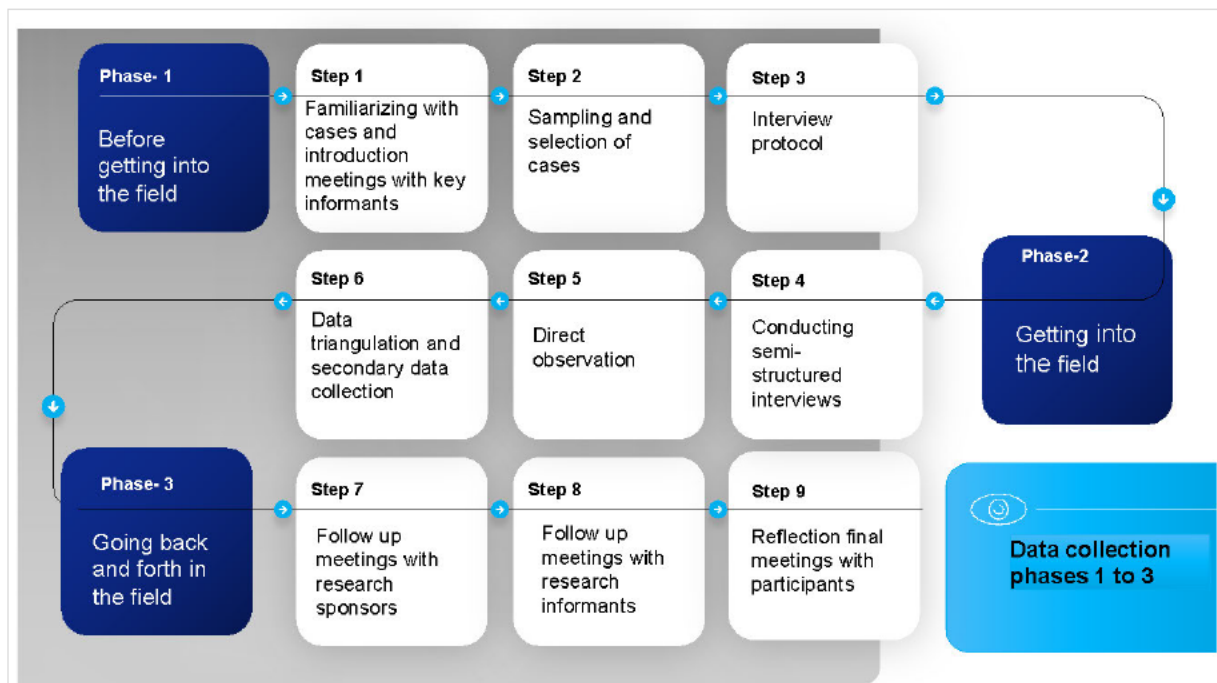 Phase- 1
Before
getting into
the field
Step 1
Familiarizing with
cases and
introduction
meetings with key
informants
Step 2
Sampling and
selection of
cases
Step 3
Interview
protocol
Phase-2
Getting into
the field
Step 4
Conducting
semi-
structured
interviews
Step 5
Direct
observation
Step 6
Data
triangulation and
secondary data
collection
Phase- 3
Going back
and forth in
the field
Step 7
Follow up
meetings with
research
sponsors
Step 8
Follow up
meetings with
research
informants
Step 9
Reflection final
meetings with
participants
Data collection
phases 1 to 3